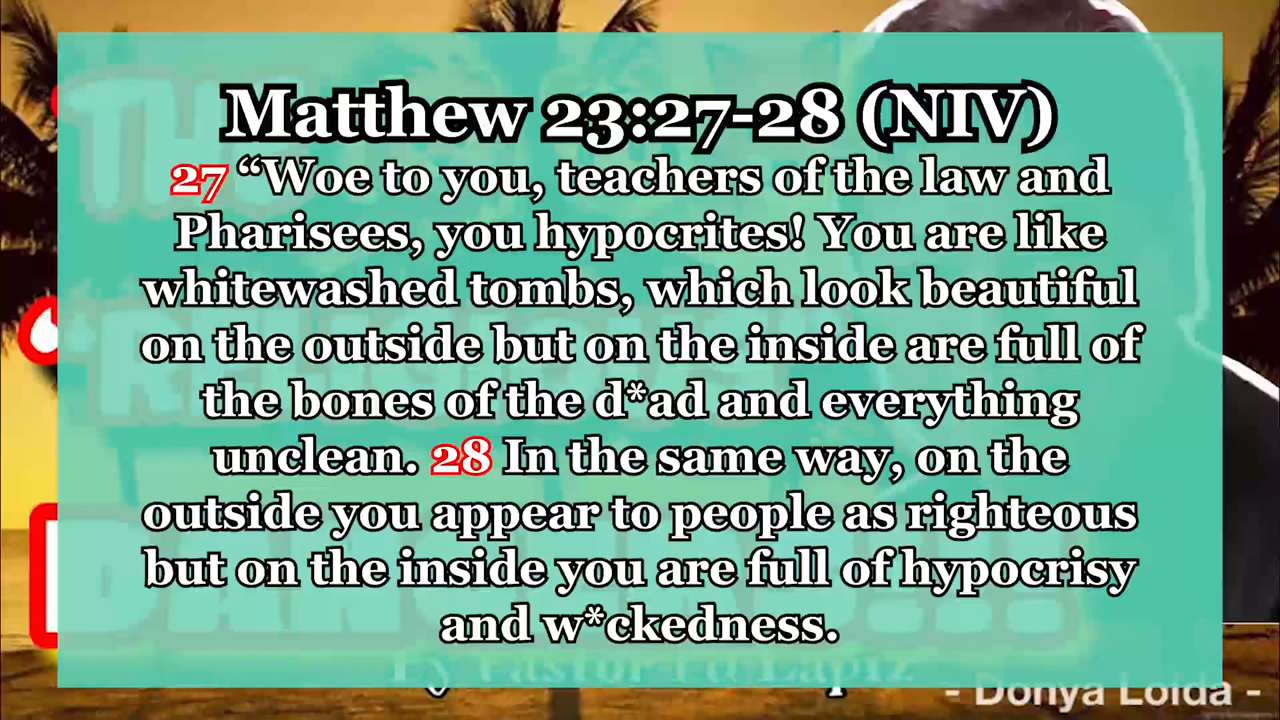 Matthew 23:27-28 (NIV)
27 “Woe to you, teachers of the law and
Pharisees, you hypocrites! You are like
whitewashed tombs, which look beautiful
on the outside but on the inside are full of
the bones of the d*ad and everything
unclean. 28 In the same way, on the
outside you appear to people as righteous
but on the inside you are full of hypocrisy
and w*ckedness.
- Donya Loida -